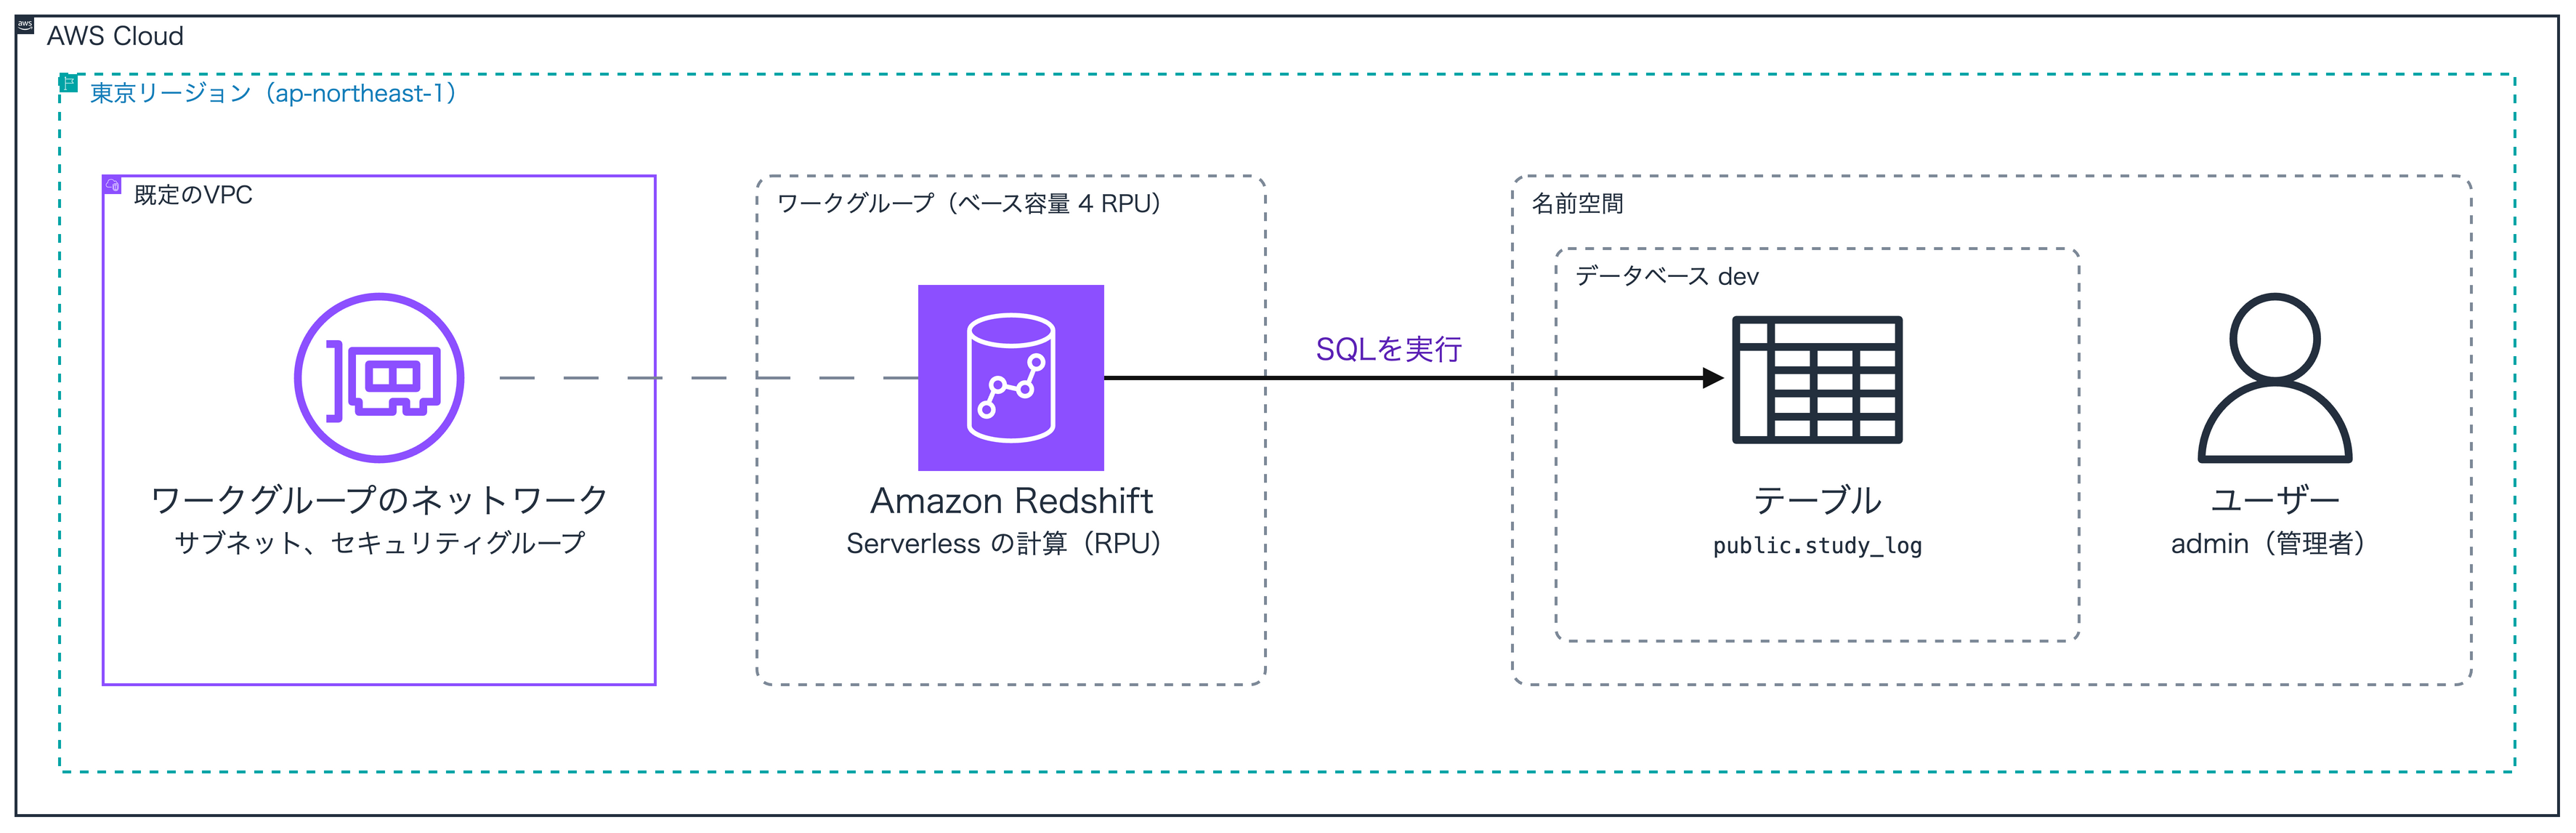 aws
AWS Cloud
東京リージョン（ap-northeast-1）
既定のVPC
ワークグループのネットワーク
サブネット、セキュリティグループ
ワークグループ（ベース容量 4 RPU）
Amazon Redshift
Serverless の計算（RPU）
SQLを実行
名前空間
データベース dev
テーブル
public.study_log
ユーザー
admin（管理者）